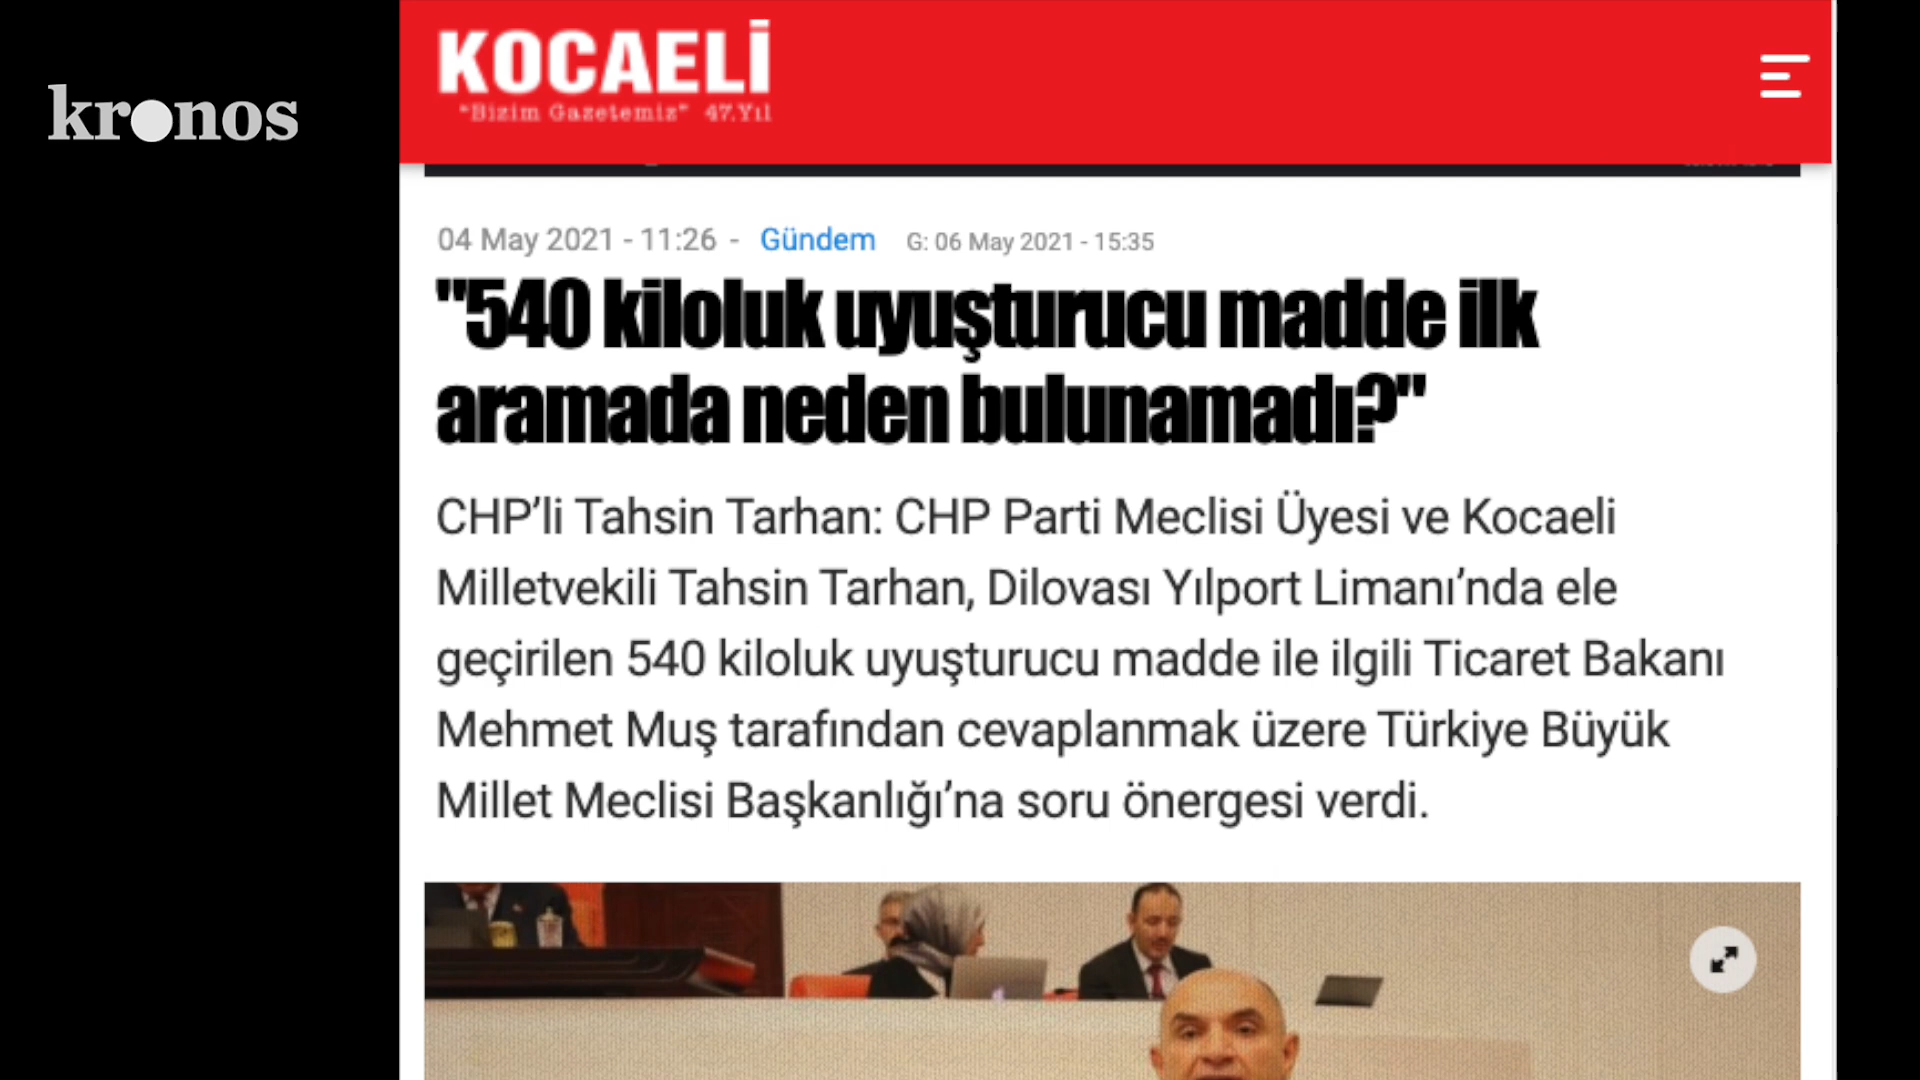 kronos
KOCAELİ
"Bizim Gazetemiz" 47.Yıl
04 May 2021 - 11:26 - Gündem G: 06 May 2021 - 15:35
"540 kiloluk uyuşturucu madde ilk
aramada neden bulunamadı?"
CHP’li Tahsin Tarhan: CHP Parti Meclisi Üyesi ve Kocaeli
Milletvekili Tahsin Tarhan, Dilovası Yılport Limanı’nda ele
geçirilen 540 kiloluk uyuşturucu madde ile ilgili Ticaret Bakanı
Mehmet Muş tarafından cevaplanmak üzere Türkiye Büyük
Millet Meclisi Başkanlığı’na soru önergesi verdi.